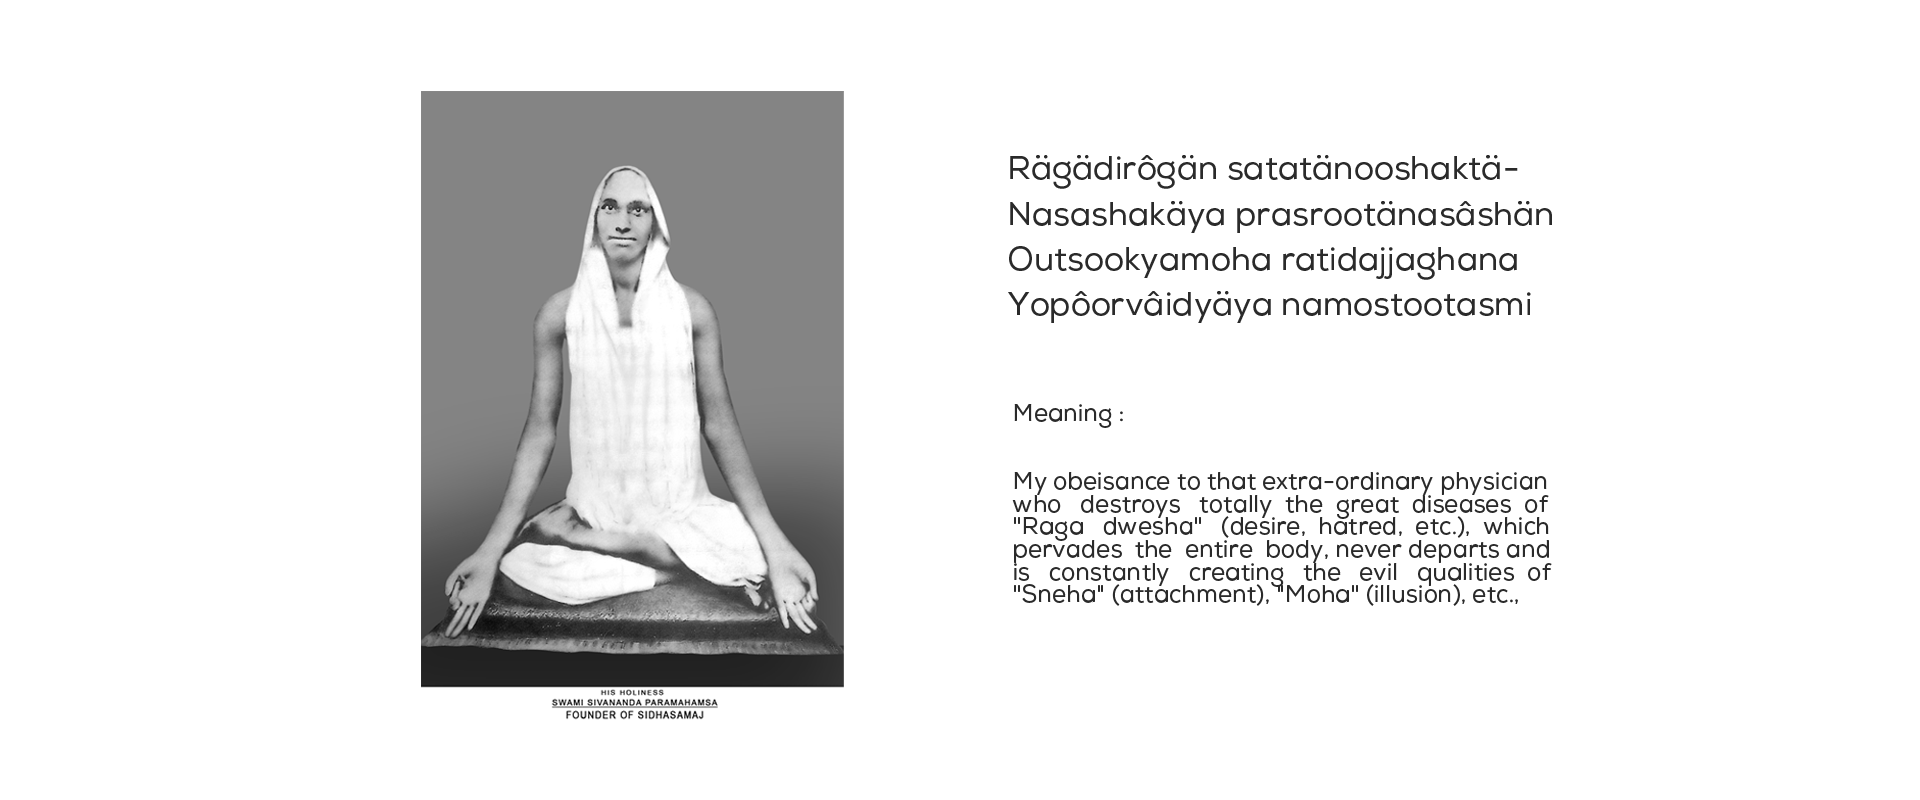 HIS HOLINESS
SWAMI SIVANANDA PARAMAHAMSA
FOUNDER OF SIDHASAMAJ
Rägädirôgän satatänooshaktä-
Nasashakäya prasrootänasâshän
Outsookyamoha ratidajjaghana
Yopôorvâidyäya namostootasmi
Meaning :
My obeisance to that extra-ordinary physician
who destroys totally the great diseases of
"Raga dwesha" (desire, hatred, etc.), which
pervades the entire body, never departs and
is constantly creating the evil qualities of
"Sneha" (attachment), "Moha" (illusion), etc.,